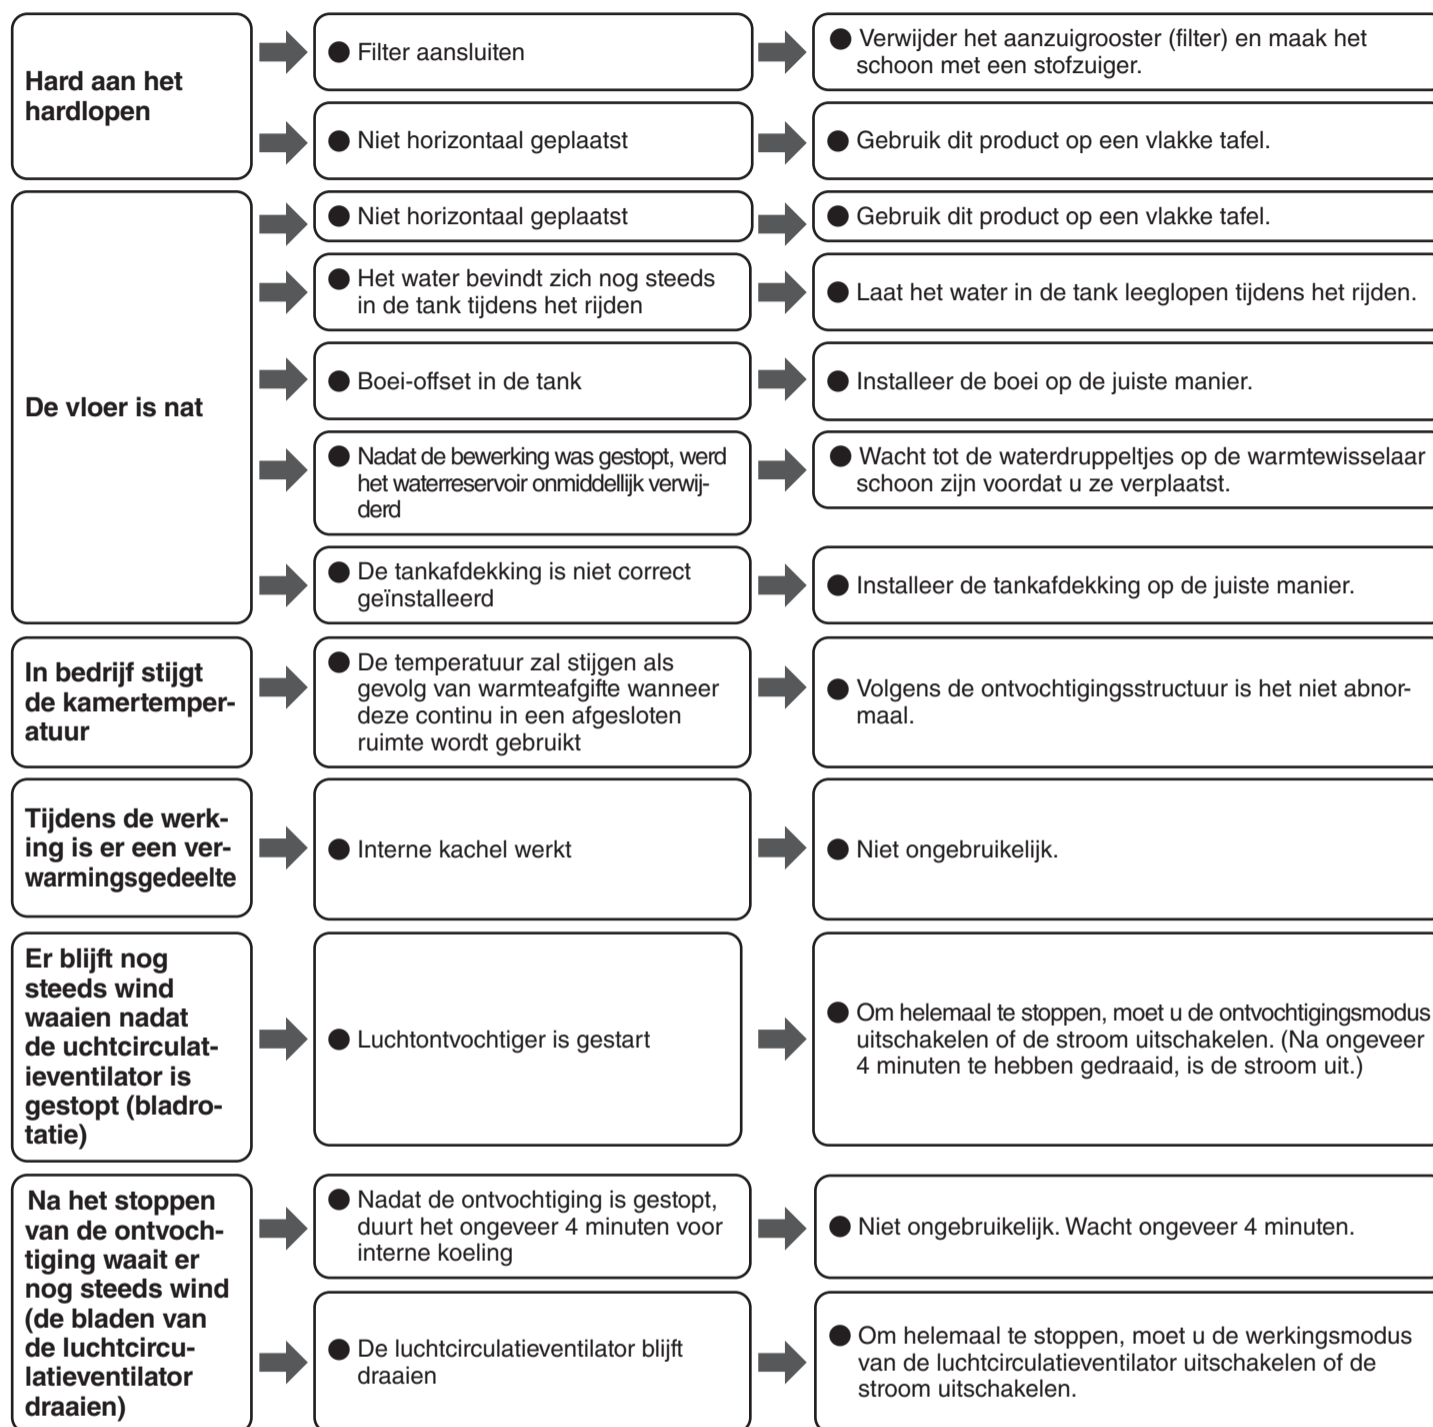 Hard aan het
hardlopen
● Filter aansluiten
● Verwijder het aanzuigrooster (filter) en maak het
schoon met een stofzuiger.
● Niet horizontaal geplaatst
● Gebruik dit product op een vlakke tafel.
De vloer is nat
● Niet horizontaal geplaatst
● Gebruik dit product op een vlakke tafel.
● Het water bevindt zich nog steeds
in de tank tijdens het rijden
● Laat het water in de tank leeglopen tijdens het rijden.
● Boei-offset in de tank
● Installeer de boei op de juiste manier.
● Nadat de bewerking was gestopt, werd
het waterreservoir onmiddellijk verwij-
derd
● Wacht tot de waterdruppeltjes op de warmtewisselaar
schoon zijn voordat u ze verplaatst.
● De tankafdekking is niet correct
geïnstalleerd
● Installeer de tankafdekking op de juiste manier.
In bedrijf stijgt
de kamertemper-
atuur
● De temperatuur zal stijgen als
gevolg van warmteafgifte wanneer
deze continu in een afgesloten
ruimte wordt gebruikt
● Volgens de ontvochtigingsstructuur is het niet abnor-
maal.
Tijdens de werk-
ing is er een ver-
warmingsgedeelte
● Interne kachel werkt
● Niet ongebruikelijk.
Er blijft nog
steeds wind
waaien nadat
de uchtcirculat-
ieventilator is
gestopt (bladro-
tatie)
● Luchtontvochtiger is gestart
● Om helemaal te stoppen, moet u de ontvochtigingsmodus
uitschakelen of de stroom uitschakelen. (Na ongeveer
4 minuten te hebben gedraaid, is de stroom uit.)
Na het stoppen
van de ontvoch-
tiging waait er
nog steeds wind
(de bladen van
de luchtcircu-
latieventilator
draaien)
● Nadat de ontvochtiging is gestopt,
duurt het ongeveer 4 minuten voor
interne koeling
● Niet ongebruikelijk. Wacht ongeveer 4 minuten.
● De luchtcirculatieventilator blijft
draaien
● Om helemaal te stoppen, moet u de werkingsmodus
van de luchtcirculatieventilator uitschakelen of de
stroom uitschakelen.